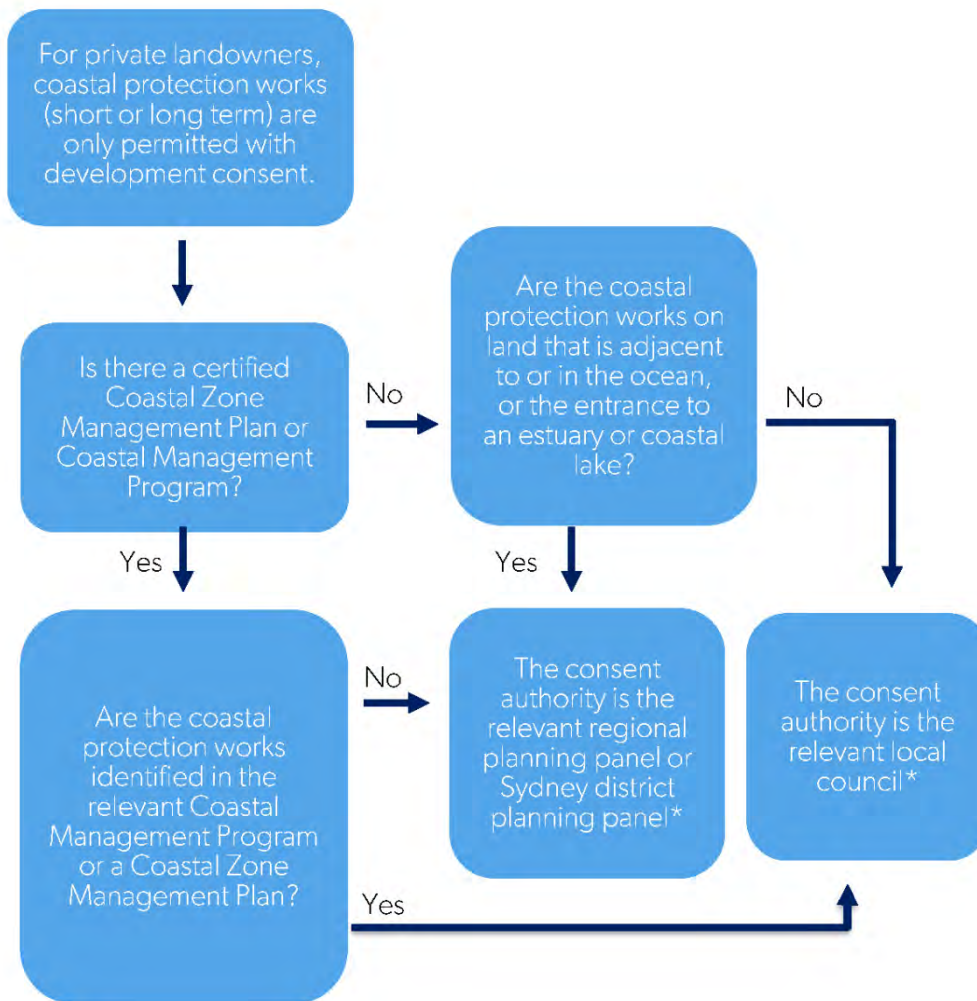 For private landowners,
coastal protection works
(short or long term) are
only permitted with
development consent.
Is there a certified
Coastal Zone
Management Plan or
Coastal Management
Program?
No
Are the coastal
protection works on
land that is adjacent
to or in the ocean,
or the entrance to
an estuary or coastal
lake?
No
Yes
Yes
Are the coastal
protection works
identified in the
relevant Coastal
Management Program
or a Coastal Zone
Management Plan?
No
The consent
authority is the
relevant regional
planning panel or
Sydney district
planning panel*
The consent
authority is the
relevant local
council*
Yes